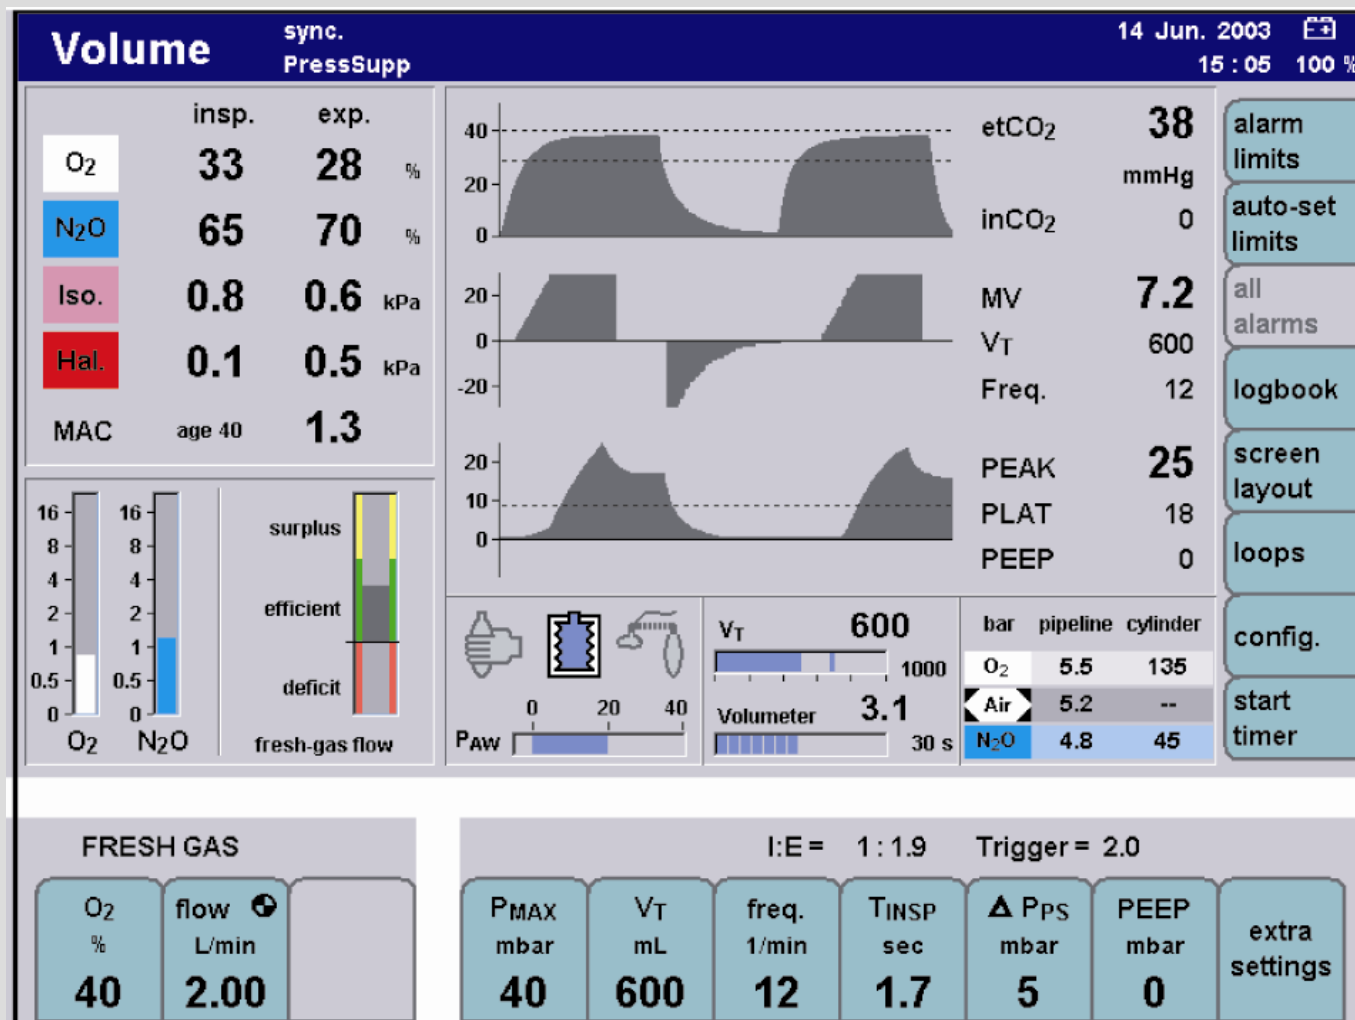 Volume
sync.
PressSupp
14 Jun. 2003
15 : 05 100 %
insp. exp.
O2 33 28 %
N2O 65 70 %
Iso. 0.8 0.6 kPa
Hal. 0.1 0.5 kPa
MAC age 40 1.3
40
20
0
etCO2 38
mmHg
inCO2 0
20
0
-20
MV 7.2
VT 600
Freq. 12
20
10
0
PEAK 25
PLAT 18
PEEP 0
alarm
limits
auto-set
limits
all
alarms
logbook
screen
layout
loops
config.
start
timer
16 16
8 8
4 4
2 2
1 1
0.5 0.5
0 0
O2 N2O
surplus
efficient
deficit
fresh-gas flow
0 20 40
PAW
VT 600
1000
Volumeter 3.1
30 s
bar pipeline cylinder
O2 5.5 135
Air 5.2 --
N2O 4.8 45
FRESH GAS
O2
%
40
flow
L/min
2.00
I:E = 1 : 1.9 Trigger = 2.0
PMAX
mbar
40
VT
mL
600
freq.
1/min
12
TINSP
sec
1.7
Δ PPS
mbar
5
PEEP
mbar
0
extra
settings